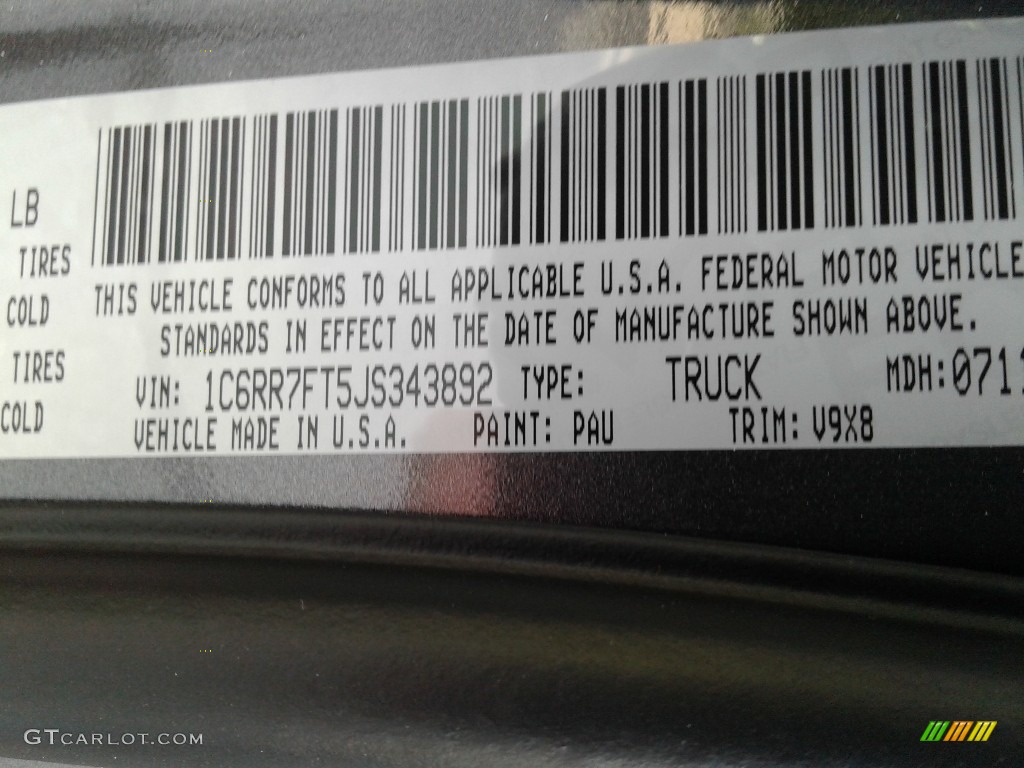 LB
TIRES
COLD
TIRES
COLD
THIS VEHICLE CONFORMS TO ALL APPLICABLE U.S.A. FEDERAL MOTOR VEHICLE
STANDARDS IN EFFECT ON THE DATE OF MANUFACTURE SHOWN ABOVE.
VIN: 1C6RR7FT5JS343892 TYPE: TRUCK MDH:0711
VEHICLE MADE IN U.S.A. PAINT: PAU TRIM: V9X8
GTCARLOT.COM